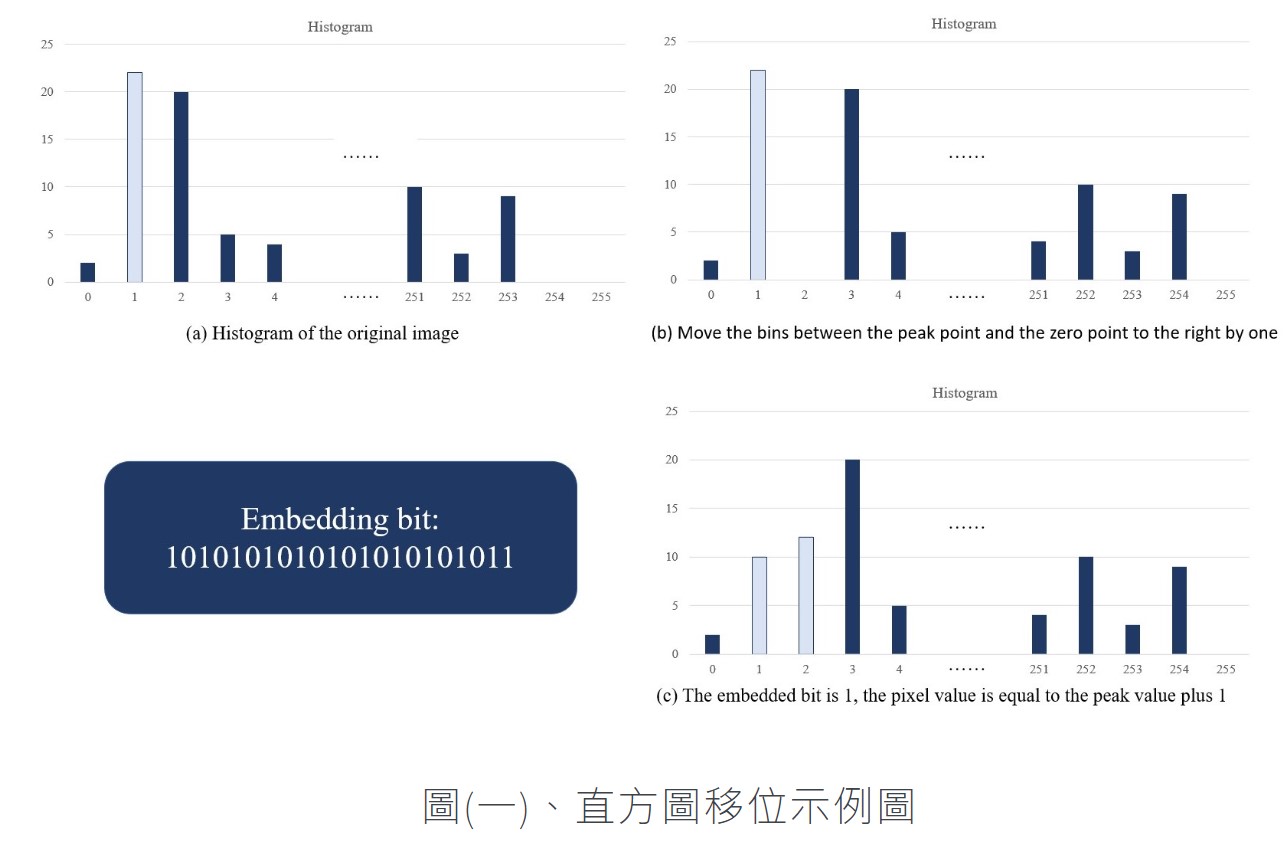 Histogram
25
20
15
10
5
0
......
0 1 2 3 4 ...... 251 252 253 254 255
(a) Histogram of the original image
Histogram
25
20
15
10
5
0
......
0 1 2 3 4 ...... 251 252 253 254 255
(b) Move the bins between the peak point and the zero point to the right by one
Embedding bit:
1010101010101010101011
Histogram
25
20
15
10
5
0
......
0 1 2 3 4 ...... 251 252 253 254 255
(c) The embedded bit is 1, the pixel value is equal to the peak value plus 1
圖(一)、直方圖移位示例圖